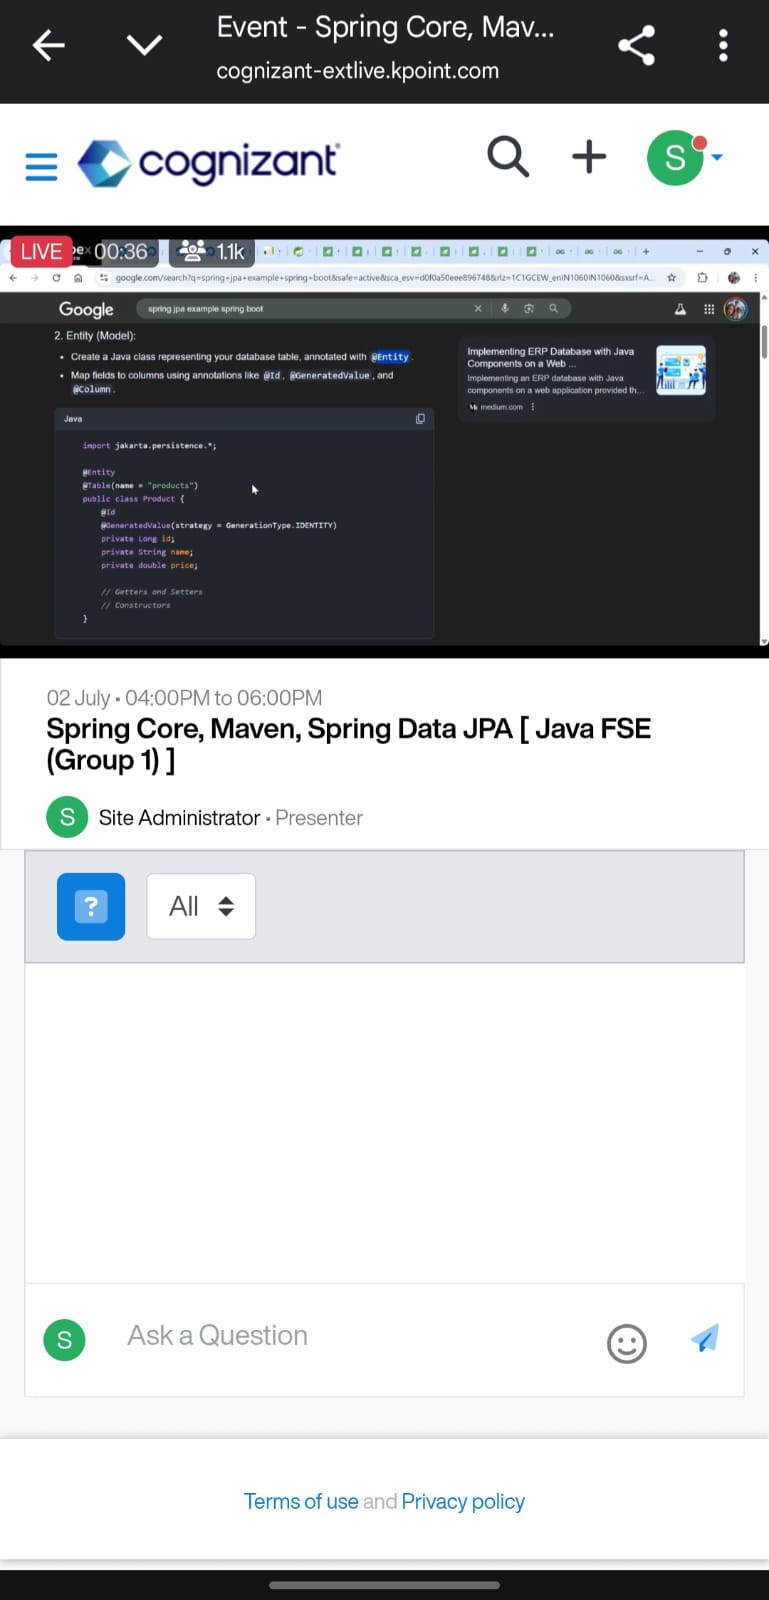 Event - Spring Core, Mav...
cognizant-extlive.kpoint.com
cognizant
S
LIVE
00:36
1.1k
google.com/search?q=spring+jpa+example+spring+boot&safe=active&sca_esv=d0f0a50eee896748&rlz=1C1GCEW_enIN1060IN1060&sxsrf=A...
Google
spring jpa example spring boot
2. Entity (Model):
• Create a Java class representing your database table, annotated with @Entity.
• Map fields to columns using annotations like @Id, @GeneratedValue, and
@Column.
Implementing ERP Database with Java
Components on a Web ...
Implementing an ERP database with Java
components on a web application provided th...
medium.com
Java
import jakarta.persistence.*;
@Entity
@Table(name = "products")
public class Product {
@Id
@GeneratedValue(strategy = GenerationType.IDENTITY)
private Long id;
private String name;
private double price;
// Getters and Setters
// Constructors
}
02 July • 04:00PM to 06:00PM
Spring Core, Maven, Spring Data JPA [ Java FSE
(Group 1) ]
S Site Administrator • Presenter
?
All
S Ask a Question
Terms of use and Privacy policy